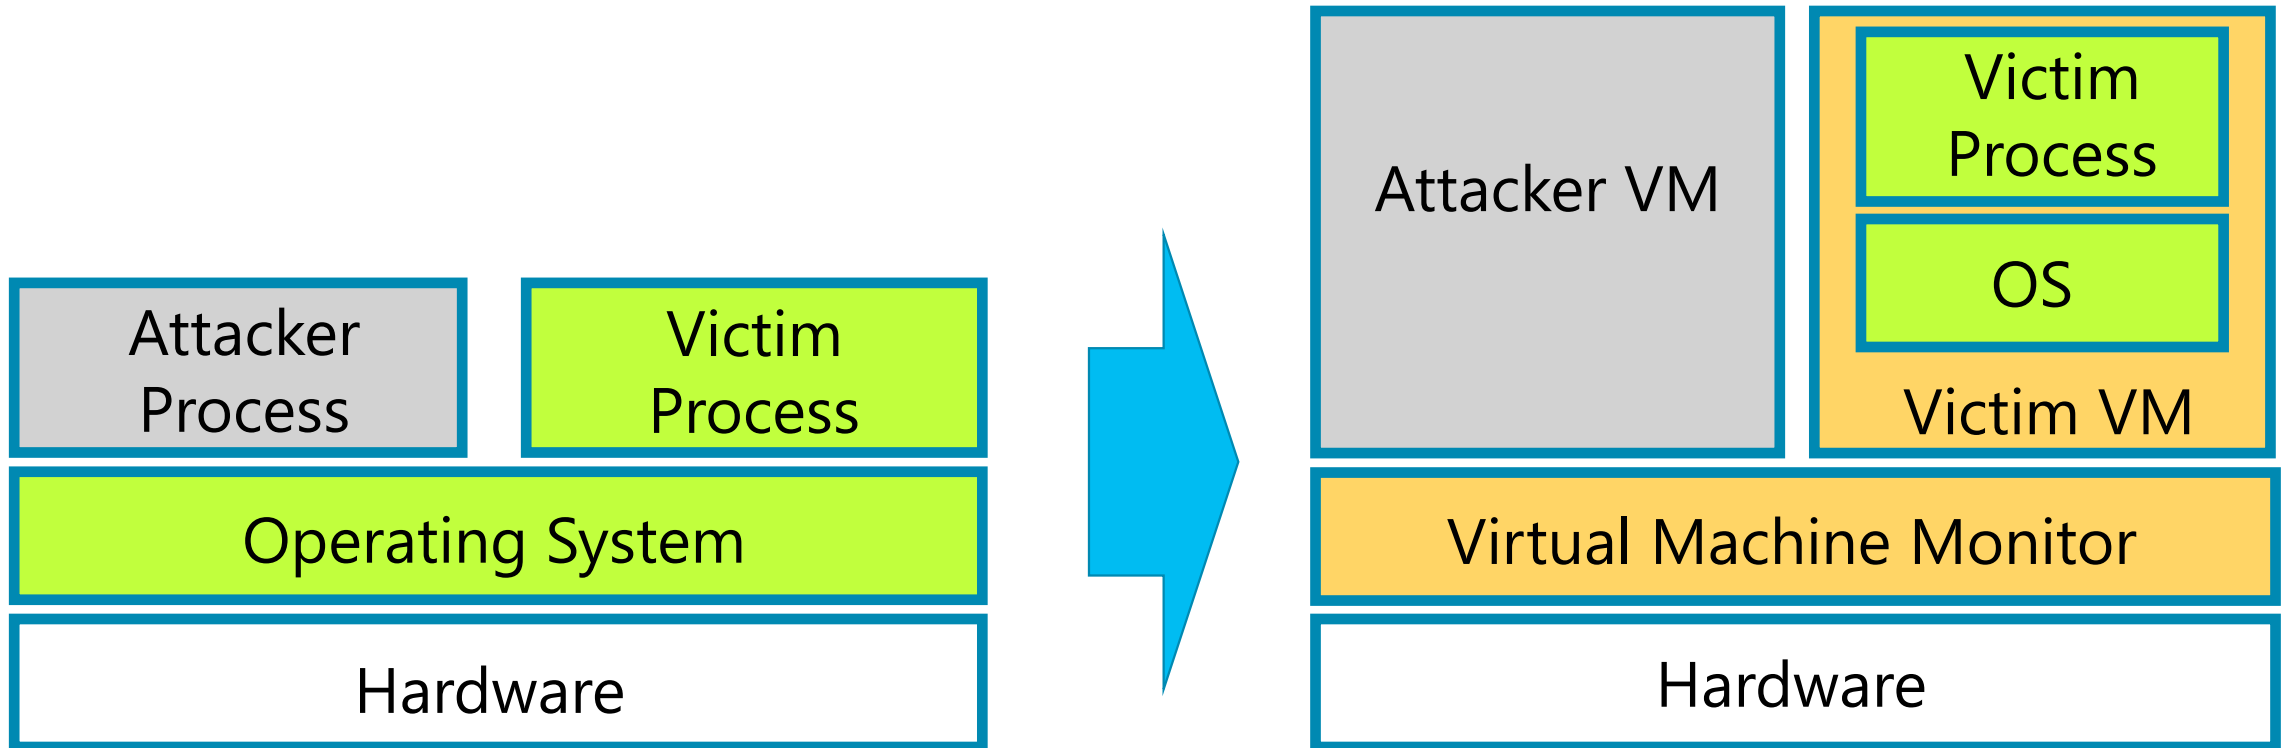 Attacker
Process
Victim
Process
Operating System
Hardware
Attacker VM
Victim
Process
OS
Victim VM
Virtual Machine Monitor
Hardware